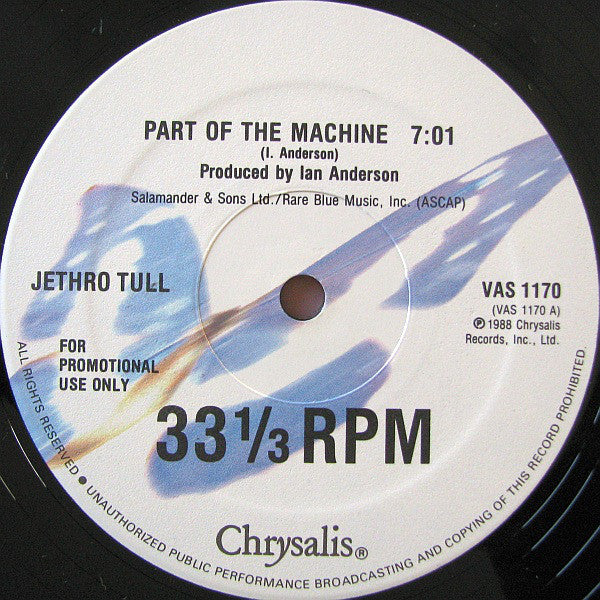 PART OF THE MACHINE 7:01
(I. Anderson)
Produced by Ian Anderson
Salamander & Sons Ltd./Rare Blue Music, Inc. (ASCAP)
JETHRO TULL
VAS 1170
(VAS 1170 A)
℗ 1988 Chrysalis
Records, Inc., Ltd.
FOR
PROMOTIONAL
USE ONLY
33 1/3 RPM
Chrysalis®
ALL RIGHTS RESERVED • UNAUTHORIZED PUBLIC PERFORMANCE BROADCASTING AND COPYING OF THIS RECORD PROHIBITED.